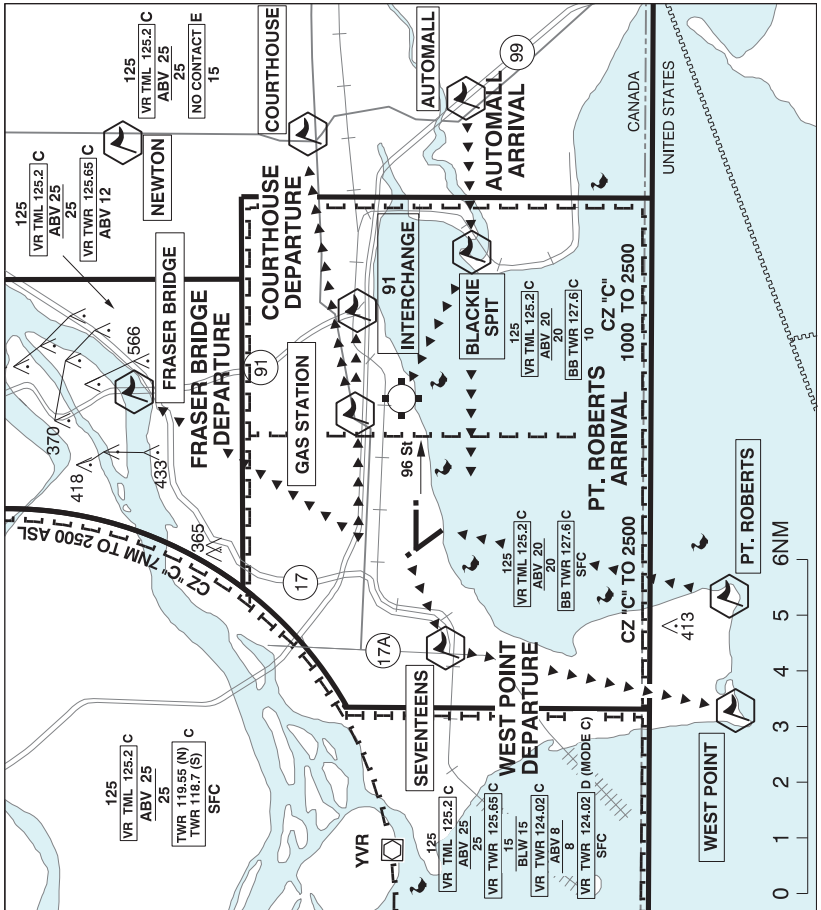 125
VR TML 125.2 C
ABV 25
25
NO CONTACT E
15
COURTHOUSE
AUTOMALL
99
NEWTON
125
VR TML 125.2 C
ABV 25
25
VR TWR 125.65 C
ABV 12
COURTHOUSE
DEPARTURE
AUTOMALL
ARRIVAL
CANADA
UNITED STATES
566
370
418
433
365
FRASER BRIDGE
FRASER BRIDGE
DEPARTURE
91
91
INTERCHANGE
GAS STATION
BLACKIE
SPIT
125
VR TML 125.2 C
ABV 20
20
BB TWR 127.6 C
10
CZ "C"
1000 TO 2500
96 St
PT. ROBERTS
ARRIVAL
CZ "C" 7NM TO 2500 ASL
17
17A
125
VR TML 125.2 C
ABV 20
20
BB TWR 127.6 C
SFC
CZ "C" TO 2500
PT. ROBERTS
413
SEVENTEENS
WEST POINT
DEPARTURE
WEST POINT
125
VR TML 125.2 C
ABV 25
25
TWR 119.55 (N) C
TWR 118.7 (S)
SFC
YVR
125
VR TML 125.2 C
ABV 25
25
VR TWR 125.65 C
15
BLW 15
VR TWR 124.02 C
ABV 8
8
VR TWR 124.02 D (MODE C)
SFC
0 1 2 3 4 5 6NM